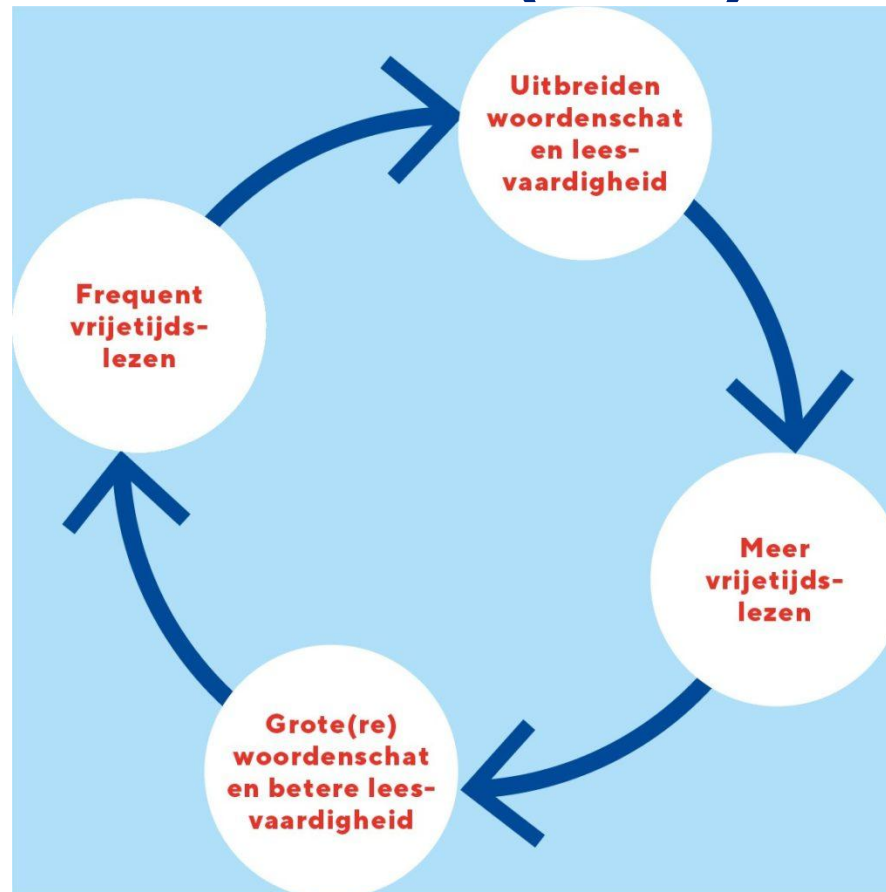 Uitbreiden
woordenschat
en lees-
vaardigheid
Meer
vrijetijds-
lezen
Grote(re)
woordenschat
en betere lees-
vaardigheid
Frequent
vrijetijds-
lezen